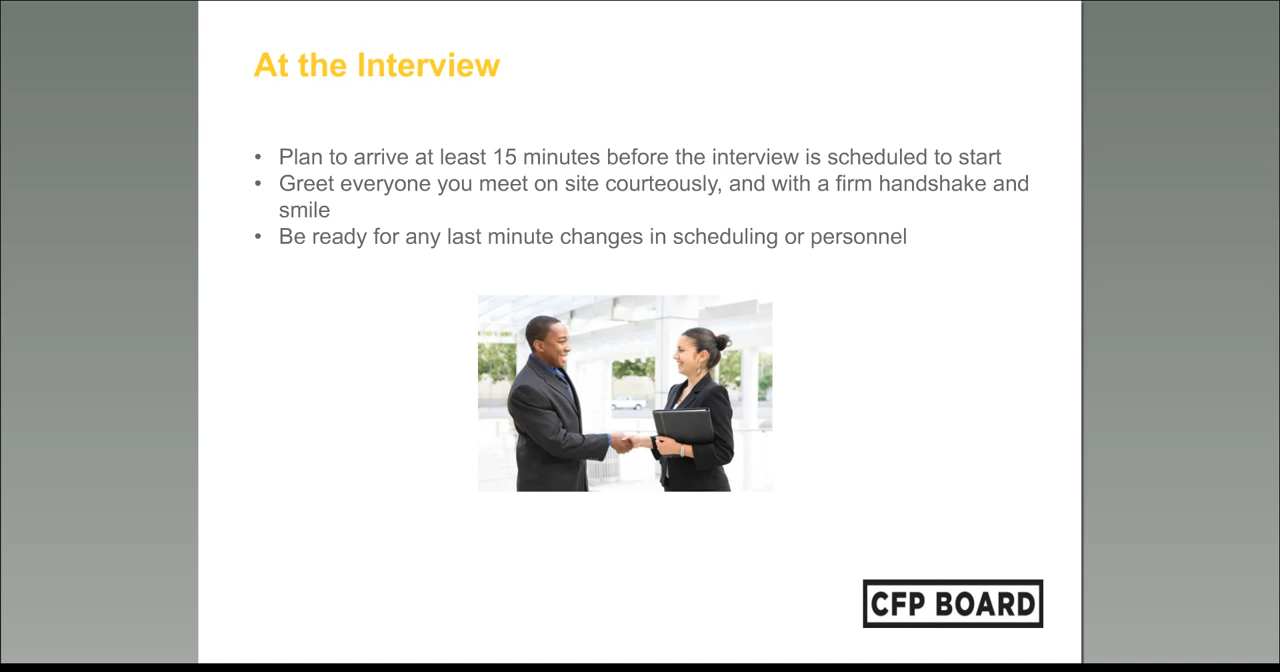 At the Interview
• Plan to arrive at least 15 minutes before the interview is scheduled to start
• Greet everyone you meet on site courteously, and with a firm handshake and
smile
• Be ready for any last minute changes in scheduling or personnel
CFP BOARD